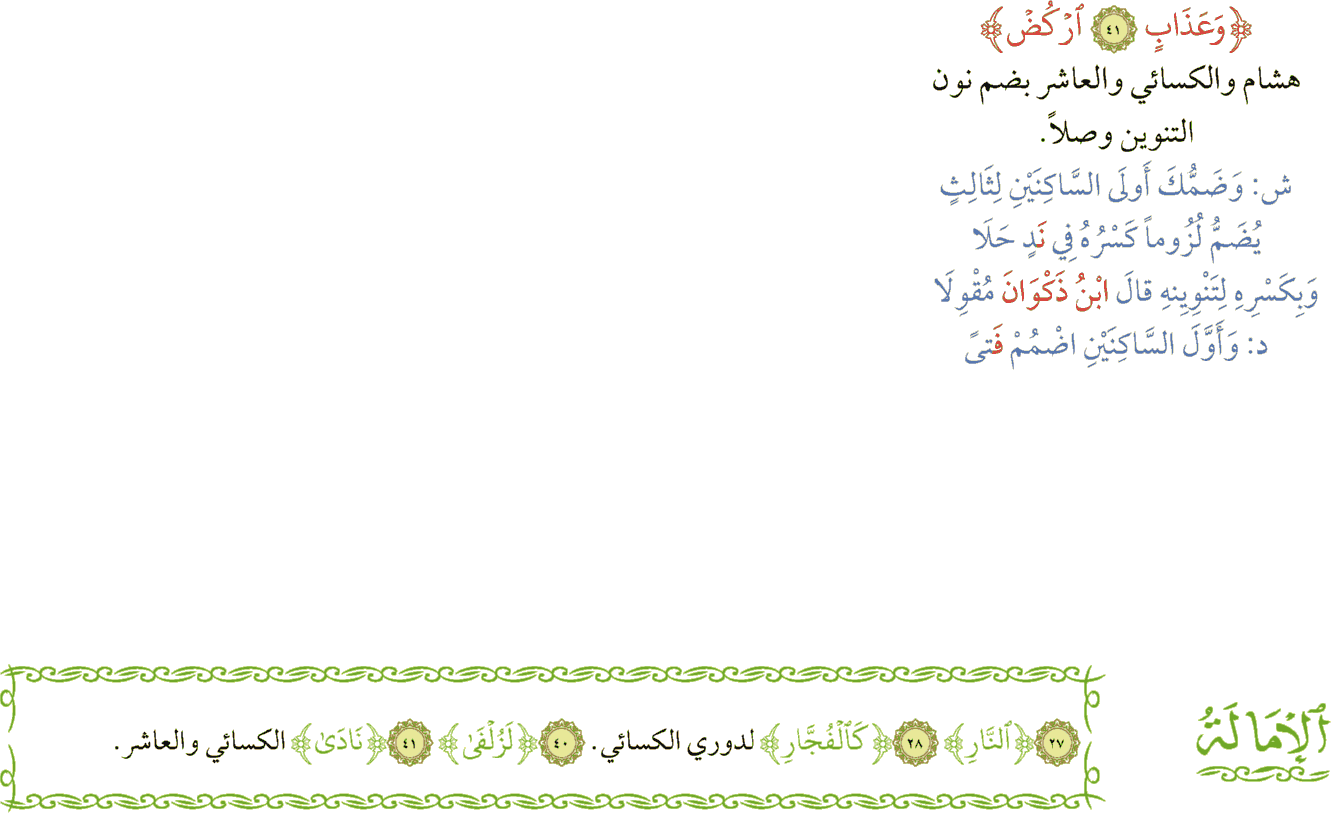 ﴿وَعَذَابٍ ٤١ ٱرْكُضْ﴾
هشام والكسائي والعاشر بضم نون
التنوين وصلاً.
ش: وَضَمُّكَ أَولَى السَّاكِنَيْنِ لِثَالِثٍ
يُضَمُّ لُزُوماً كَسْرُهُ فِي نَدٍ حَلَا
وَبِكَسْرِهِ لِتَنْوِينِهِ قالَ ابْنُ ذَكْوَانَ مُقْوِلَا
د: وَأَوَّلَ السَّاكِنَيْنِ اضْمُمْ فَتىً
ٱلْإِمَالَةُ
٢٧ ﴿ٱلنَّارِ﴾ ٢٨ ﴿كَٱلْفُجَّارِ﴾ لدوري الكسائي. ٤٠ ﴿لَزُلْفَىٰ﴾ ٤١ ﴿نَادَىٰ﴾ الكسائي والعاشر.